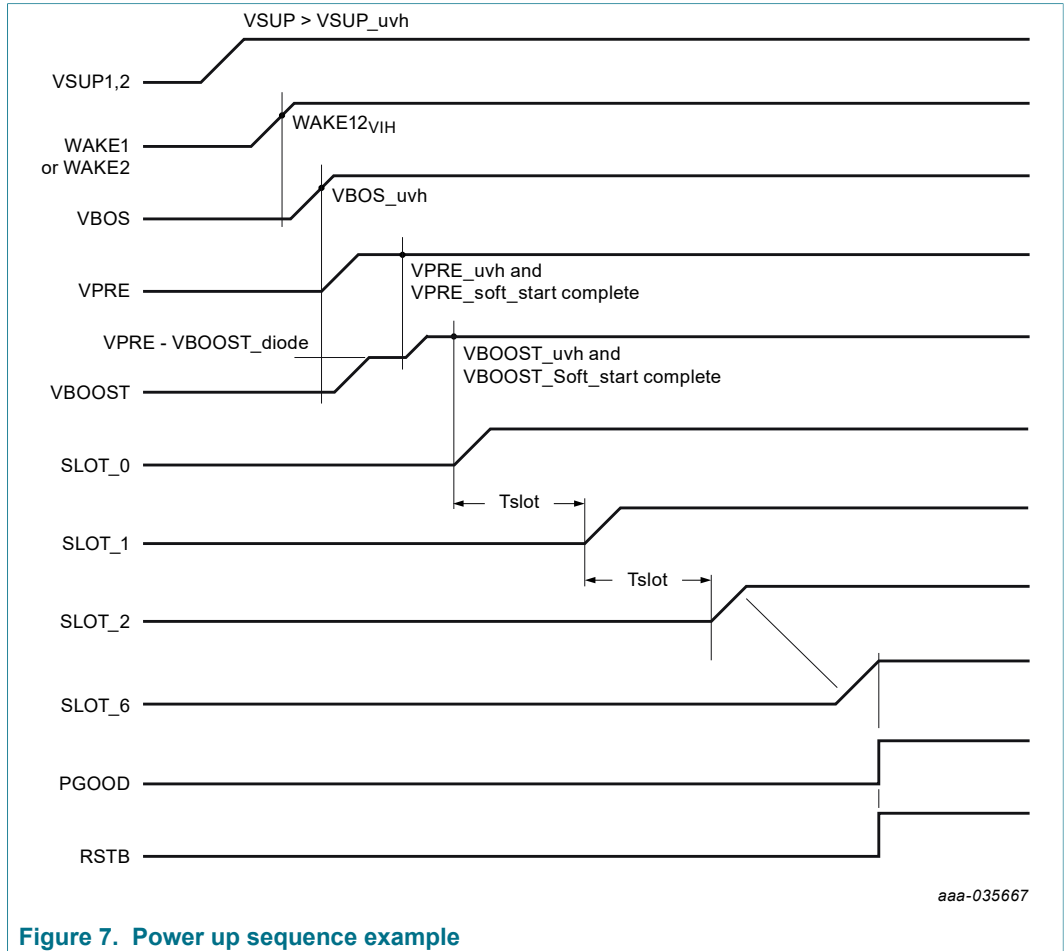 VSUP > VSUP_uvh
VSUP1,2
WAKE12VIH
WAKE1
or WAKE2
VBOS_uvh
VBOS
VPRE_uvh and
VPRE_soft_start complete
VPRE
VPRE - VBOOST_diode
VBOOST_uvh and
VBOOST_Soft_start complete
VBOOST
SLOT_0
Tslot
SLOT_1
Tslot
SLOT_2
SLOT_6
PGOOD
RSTB
aaa-035667
Figure 7. Power up sequence example